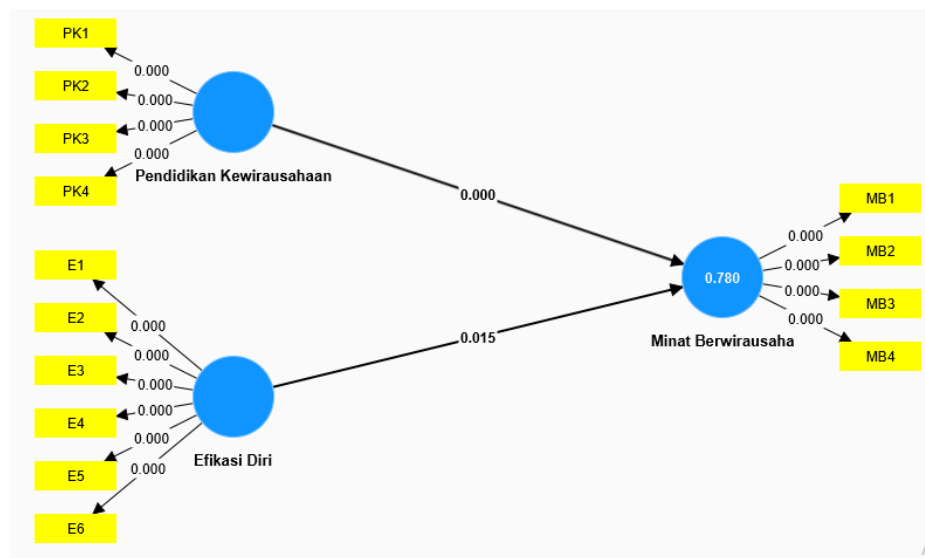 PK1
0.000
PK2
0.000
PK3
0.000
PK4
0.000
Pendidikan Kewirausahaan
0.000
E1
0.000
E2
0.000
E3
0.000
E4
0.000
E5
0.000
E6
0.000
Efikasi Diri
0.015
0.780
Minat Berwirausaha
MB1
0.000
MB2
0.000
MB3
0.000
MB4
0.000